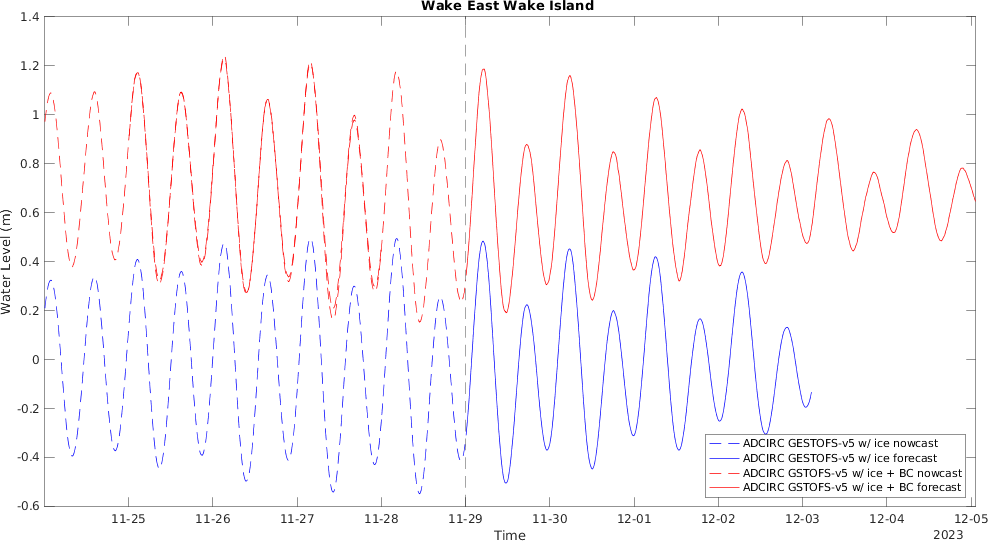 Wake East Wake Island
1.4
1.2
1
0.8
0.6
0.4
0.2
0
-0.2
-0.4
-0.6
Water Level (m)
ADCIRC GESTOFS-v5 w/ ice nowcast
ADCIRC GESTOFS-v5 w/ ice forecast
ADCIRC GSTOFS-v5 w/ ice + BC nowcast
ADCIRC GSTOFS-v5 w/ ice + BC forecast
11-25 11-26 11-27 11-28 11-29 11-30 12-01 12-02 12-03 12-04 12-05
Time
2023